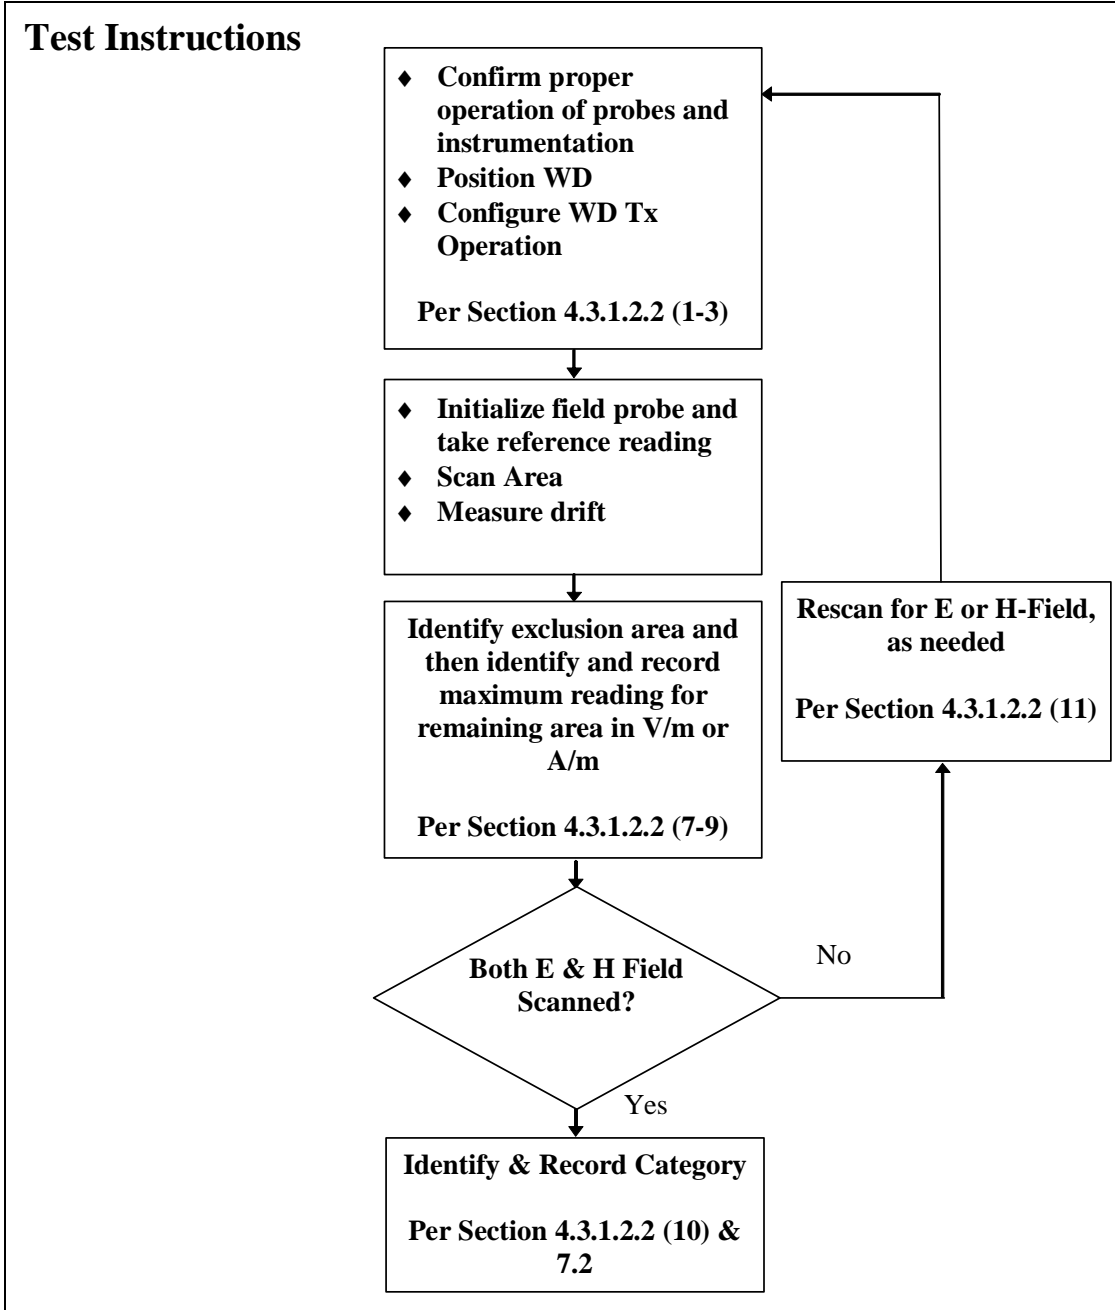 Test Instructions
♦ Confirm proper
operation of probes and
instrumentation
♦ Position WD
♦ Configure WD Tx
Operation
Per Section 4.3.1.2.2 (1-3)
♦ Initialize field probe and
take reference reading
♦ Scan Area
♦ Measure drift
Identify exclusion area and
then identify and record
maximum reading for
remaining area in V/m or
A/m
Per Section 4.3.1.2.2 (7-9)
Rescan for E or H-Field,
as needed
Per Section 4.3.1.2.2 (11)
Both E & H Field
Scanned?
No
Yes
Identify & Record Category
Per Section 4.3.1.2.2 (10) &
7.2